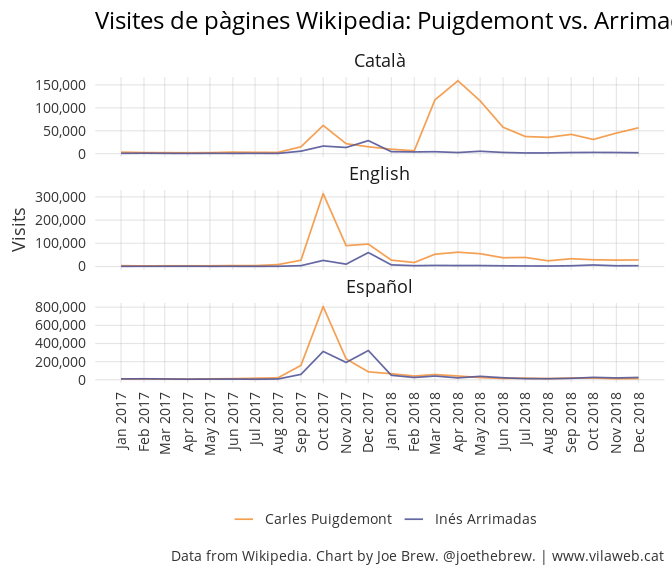 Visites de pàgines Wikipedia: Puigdemont vs.
Català
150,000
100,000
50,000
0
English
300,000
200,000
100,000
0
Español
800,000
600,000
400,000
200,000
0
Visits
Jan 2017
Feb 2017
Mar 2017
Apr 2017
May 2017
Jun 2017
Jul 2017
Aug 2017
Sep 2017
Oct 2017
Nov 2017
Dec 2017
Jan 2018
Feb 2018
Mar 2018
Apr 2018
May 2018
Jun 2018
Jul 2018
Aug 2018
Sep 2018
Oct 2018
Nov 2018
Dec 2018
Carles Puigdemont
Inés Arrimadas
Data from Wikipedia. Chart by Joe Brew. @joethebrew. | www.vilaweb.cat